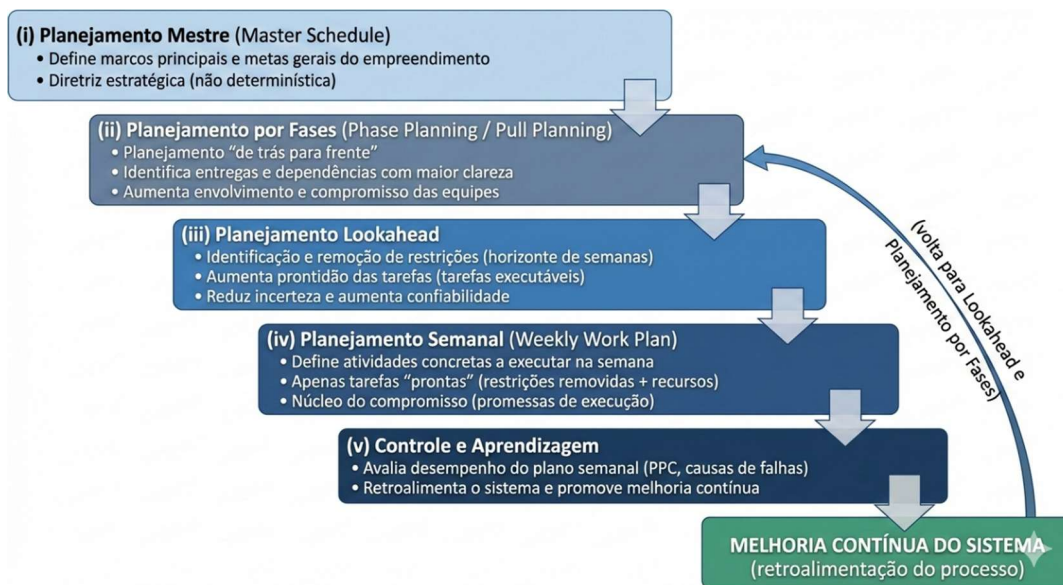 (i) Planejamento Mestre (Master Schedule)
• Define marcos principais e metas gerais do empreendimento
• Diretriz estratégica (não determinística)
(ii) Planejamento por Fases (Phase Planning / Pull Planning)
• Planejamento “de trás para frente”
• Identifica entregas e dependências com maior clareza
• Aumenta envolvimento e compromisso das equipes
(iii) Planejamento Lookahead
• Identificação e remoção de restrições (horizonte de semanas)
• Aumenta prontidão das tarefas (tarefas executáveis)
• Reduz incerteza e aumenta confiabilidade
(iv) Planejamento Semanal (Weekly Work Plan)
• Define atividades concretas a executar na semana
• Apenas tarefas “prontas” (restrições removidas + recursos)
• Núcleo do compromisso (promessas de execução)
(v) Controle e Aprendizagem
• Avalia desempenho do plano semanal (PPC, causas de falhas)
• Retroalimenta o sistema e promove melhoria contínua
MELHORIA CONTÍNUA DO SISTEMA
(retroalimentação do processo)
(volta para Lookahead e
Planejamento por Fases)